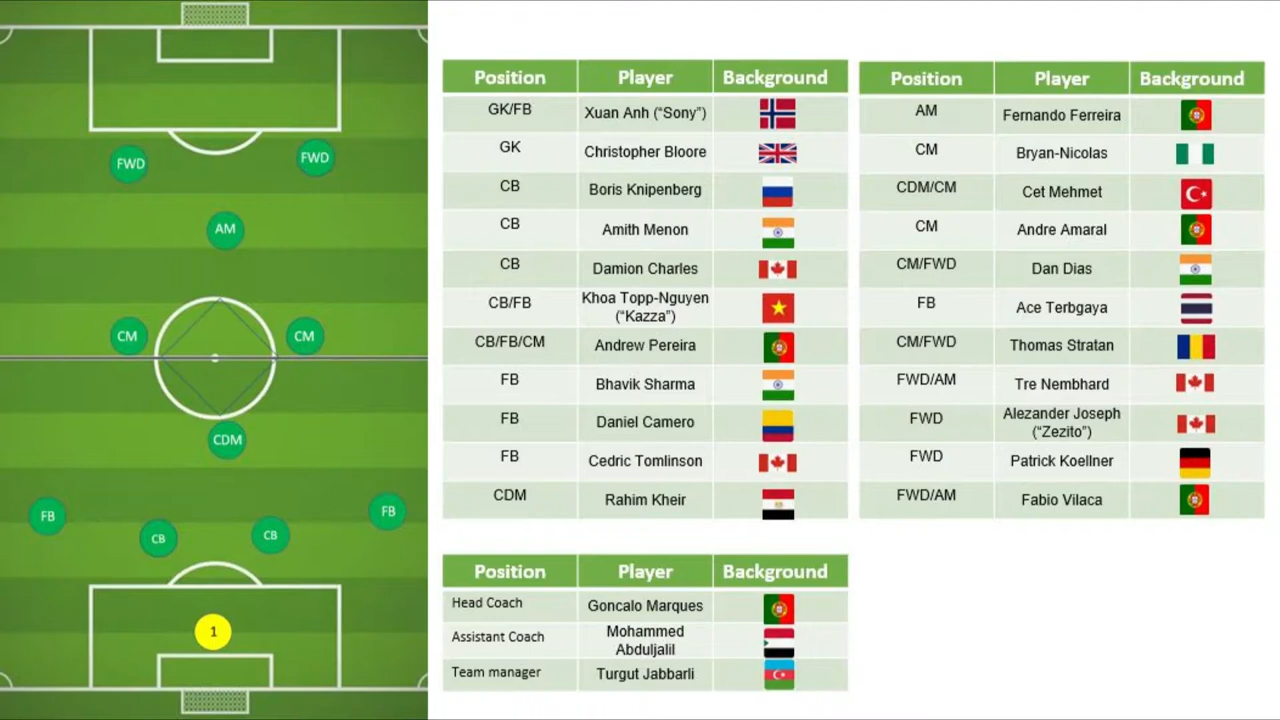 FWD
FWD
AM
CM
CM
CDM
FB
FB
CB
CB
1
Position Player Background
GK/FB Xuan Anh (“Sony”)
GK Christopher Bloore
CB Boris Knipenberg
CB Amith Menon
CB Damion Charles
CB/FB Khoa Topp-Nguyen
(“Kazza”)
CB/FB/CM Andrew Pereira
FB Bhavik Sharma
FB Daniel Camero
FB Cedric Tomlinson
CDM Rahim Kheir
Position Player Background
AM Fernando Ferreira
CM Bryan-Nicolas
CDM/CM Cet Mehmet
CM Andre Amaral
CM/FWD Dan Dias
FB Ace Terbgaya
CM/FWD Thomas Stratan
FWD/AM Tre Nembhard
FWD Alezander Joseph
(“Zezito”)
FWD Patrick Koellner
FWD/AM Fabio Vilaca
Position Player Background
Head Coach Goncalo Marques
Assistant Coach Mohammed
Abduljalil
Team manager Turgut Jabbarli